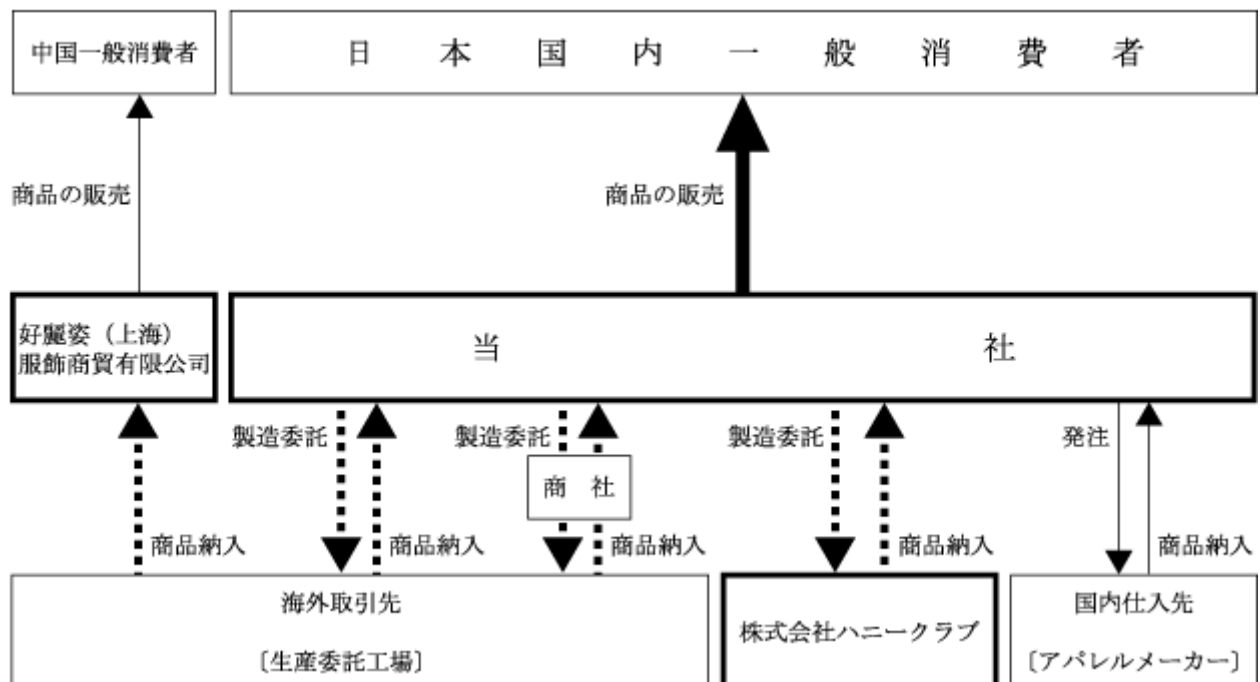 中国一般消費者
日本国内一般消費者
商品の販売
商品の販売
好麗姿（上海）
服飾商貿有限公司
当社
製造委託
製造委託
製造委託
発注
商社
商品納入
商品納入
商品納入
商品納入
商品納入
海外取引先
〔生産委託工場〕
株式会社ハニークラブ
国内仕入先
〔アパレルメーカー〕